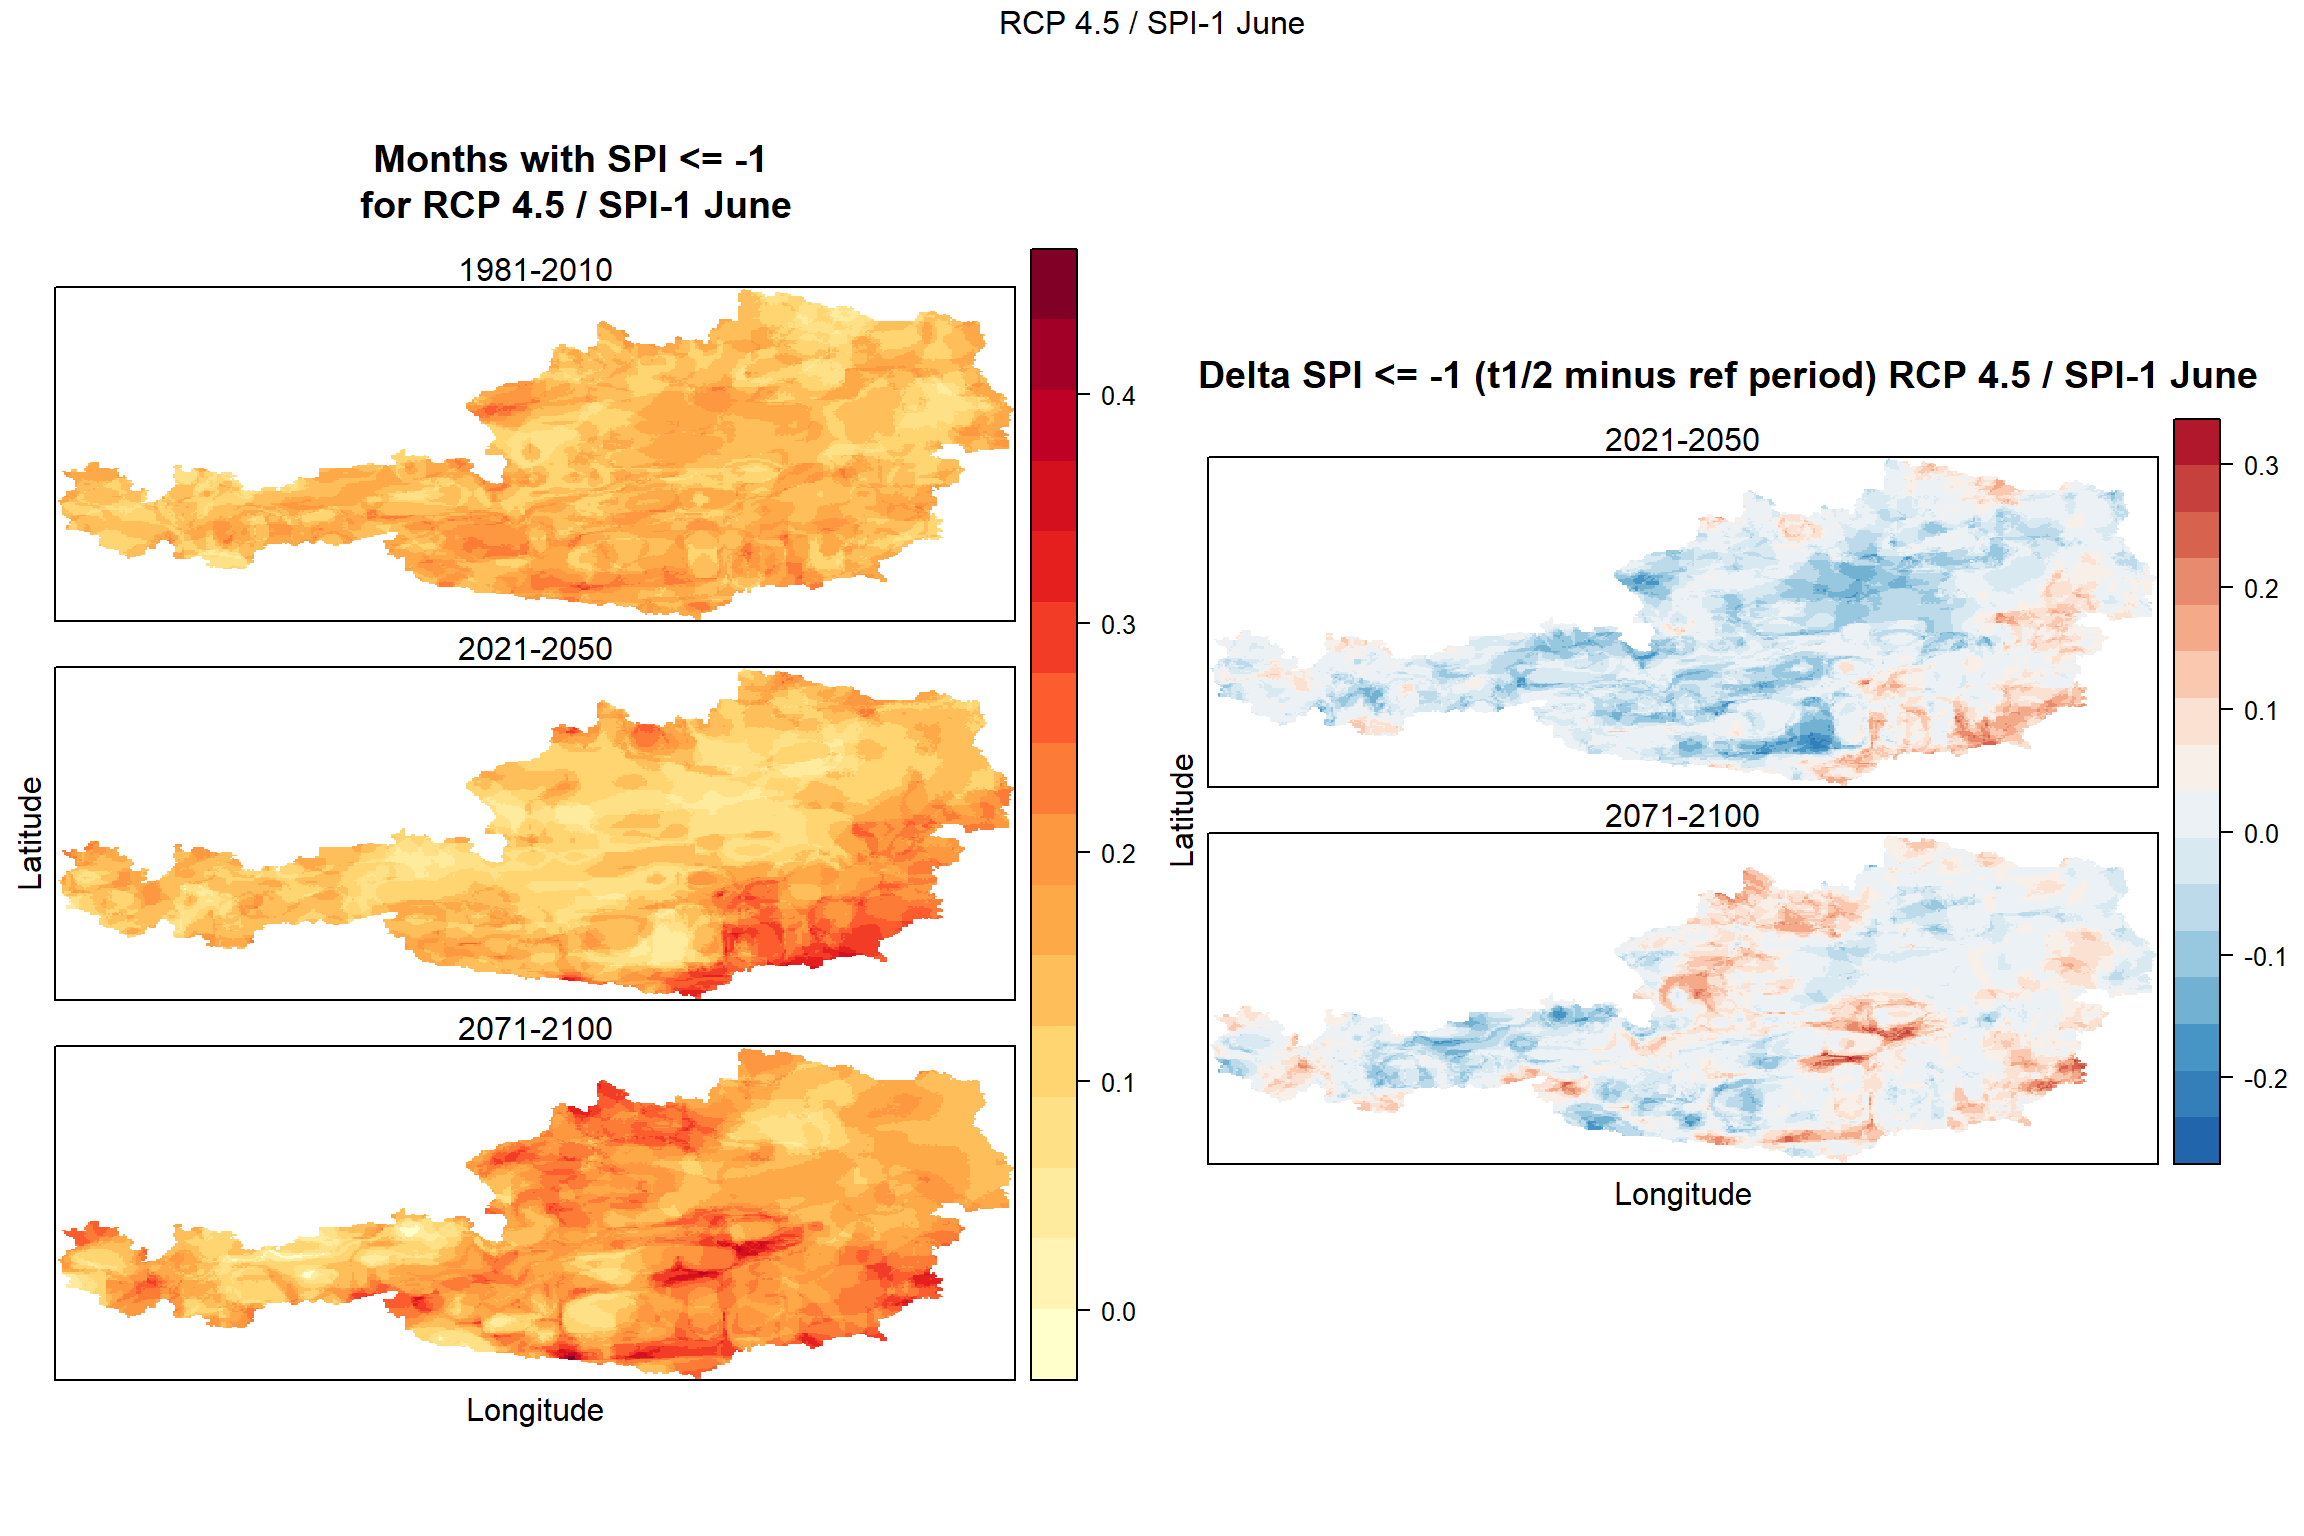 RCP 4.5 / SPI-1 June
Months with SPI <= -1
for RCP 4.5 / SPI-1 June
1981-2010
2021-2050
2071-2100
Latitude
Longitude
0.4
0.3
0.2
0.1
0.0
Delta SPI <= -1 (t1/2 minus ref period) RCP 4.5 / SPI-1 June
2021-2050
2071-2100
Latitude
Longitude
0.3
0.2
0.1
0.0
-0.1
-0.2